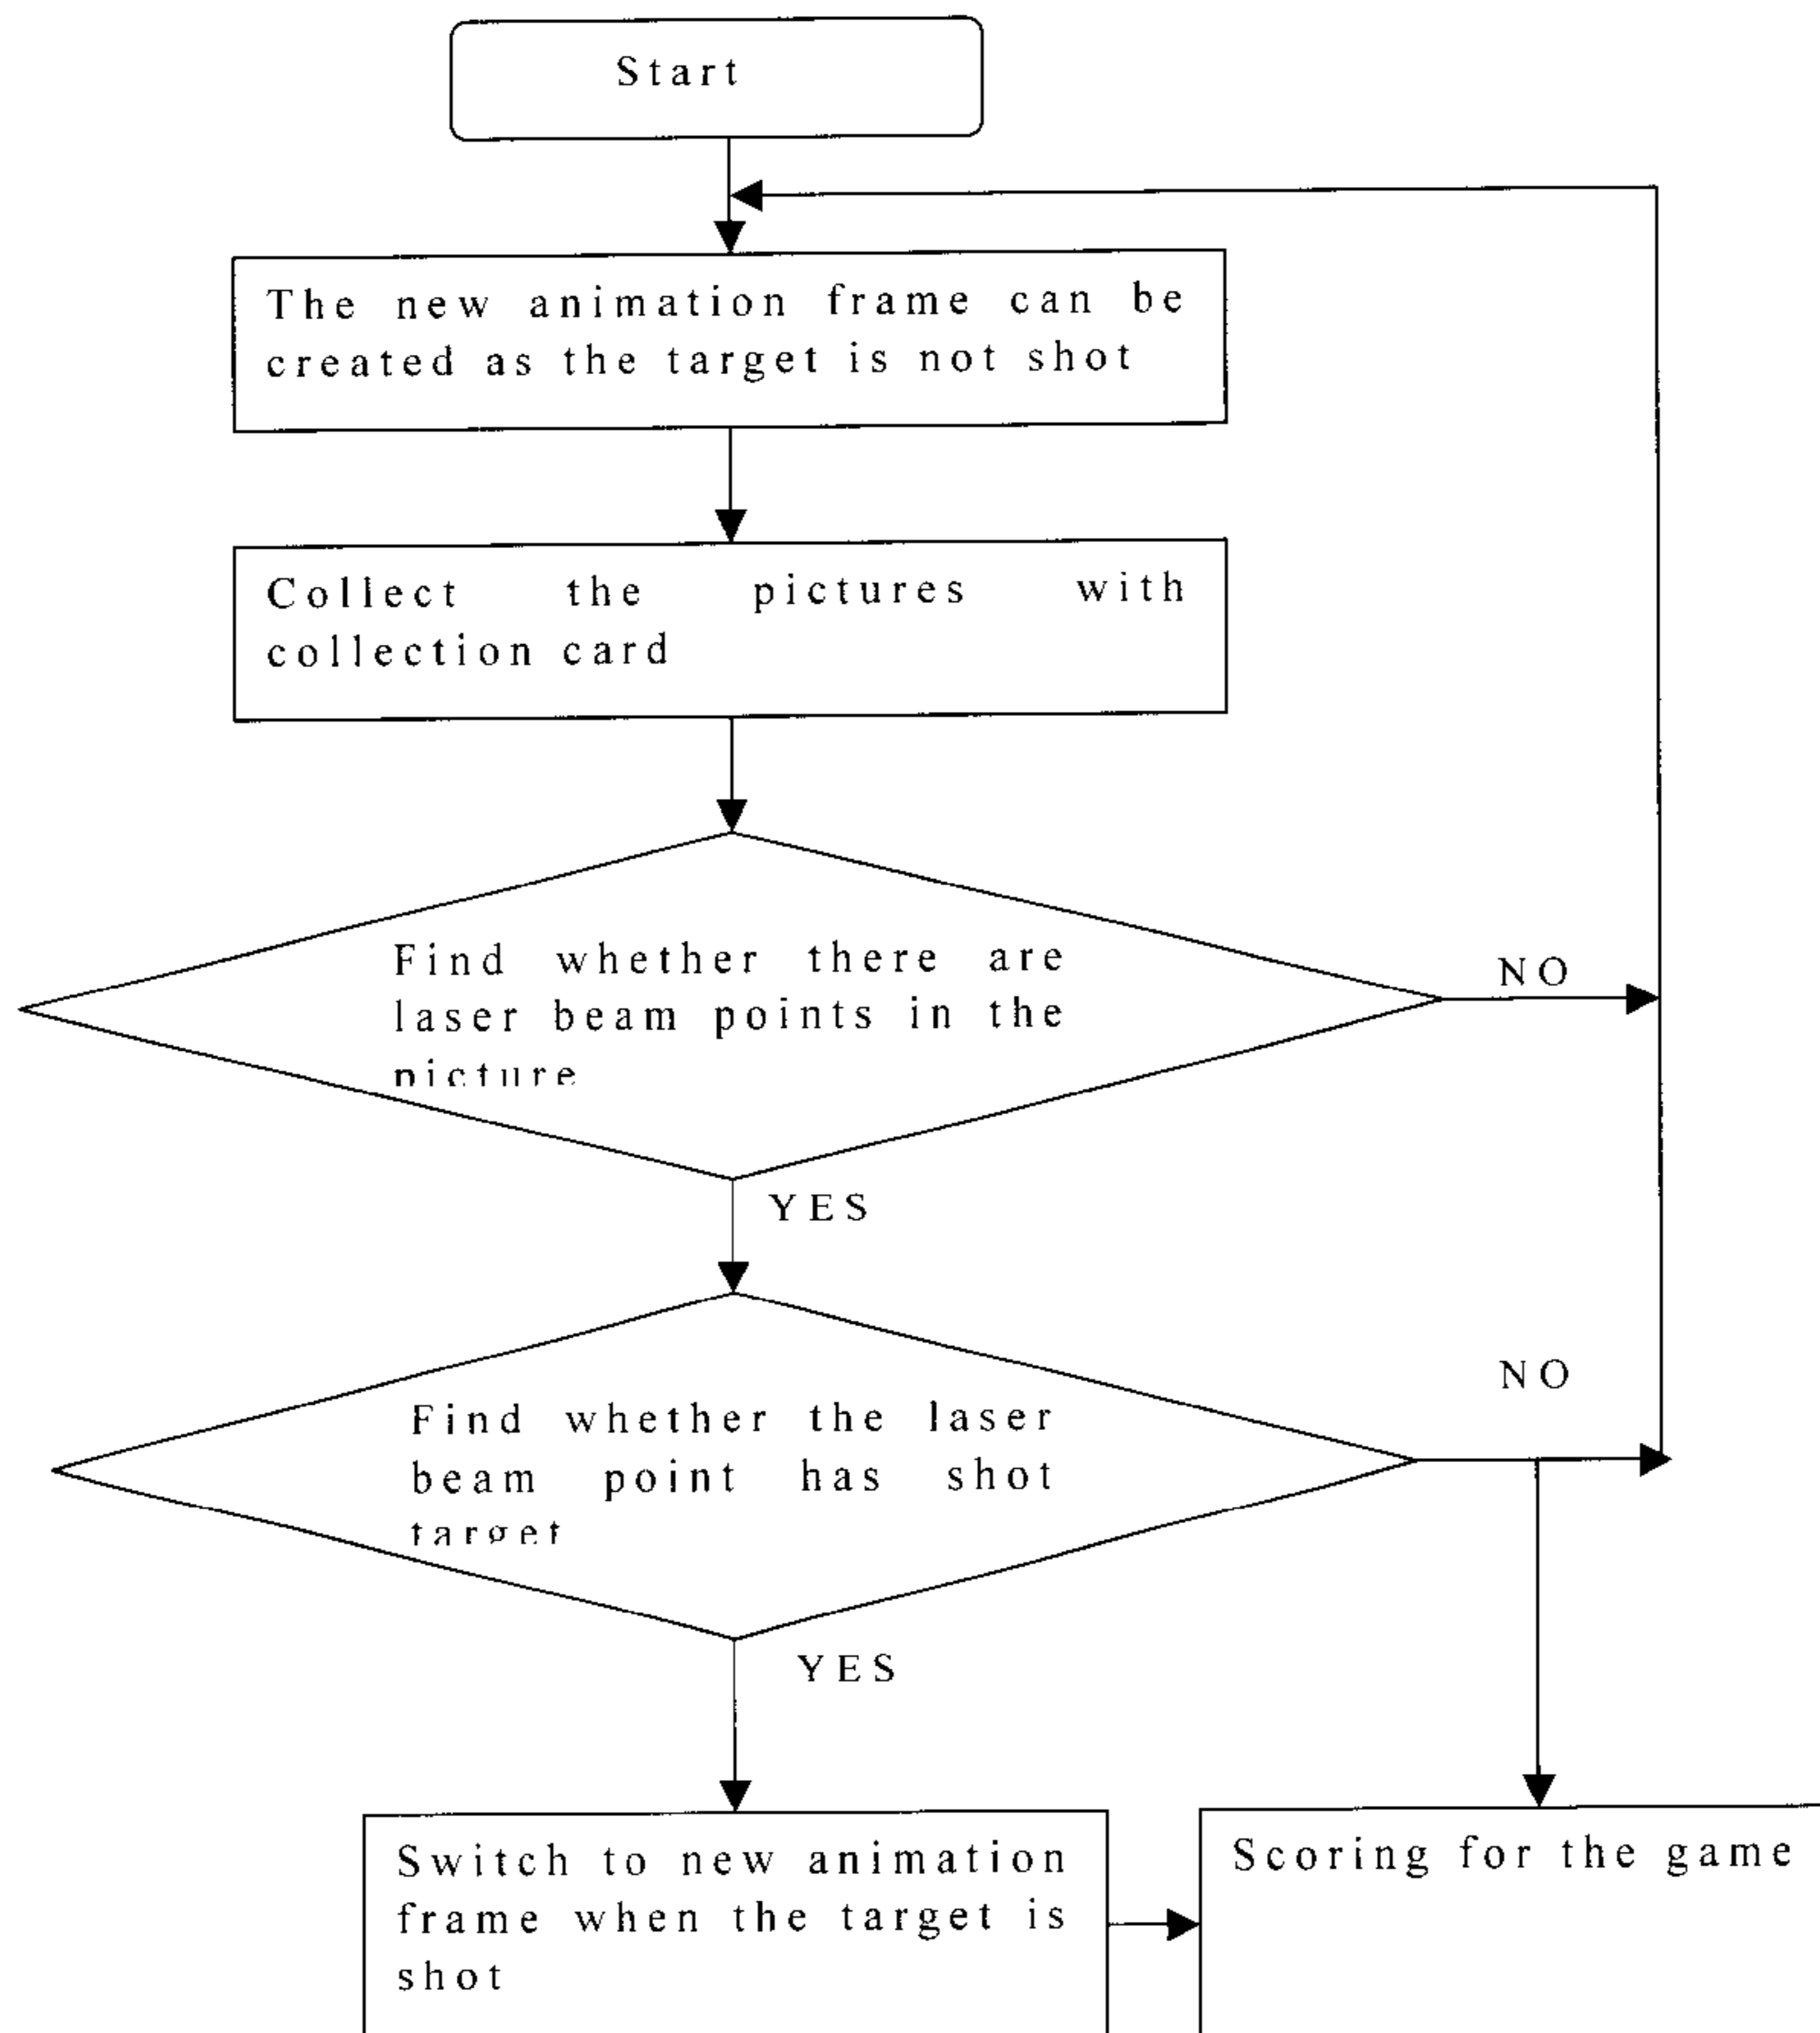 Start
The new animation frame can be
created as the target is not shot
Collect the pictures with
collection card
Find whether there are
laser beam points in the
picture
NO
YES
Find whether the laser
beam point has shot
target
NO
YES
Switch to new animation
frame when the target is
shot
Scoring for the game